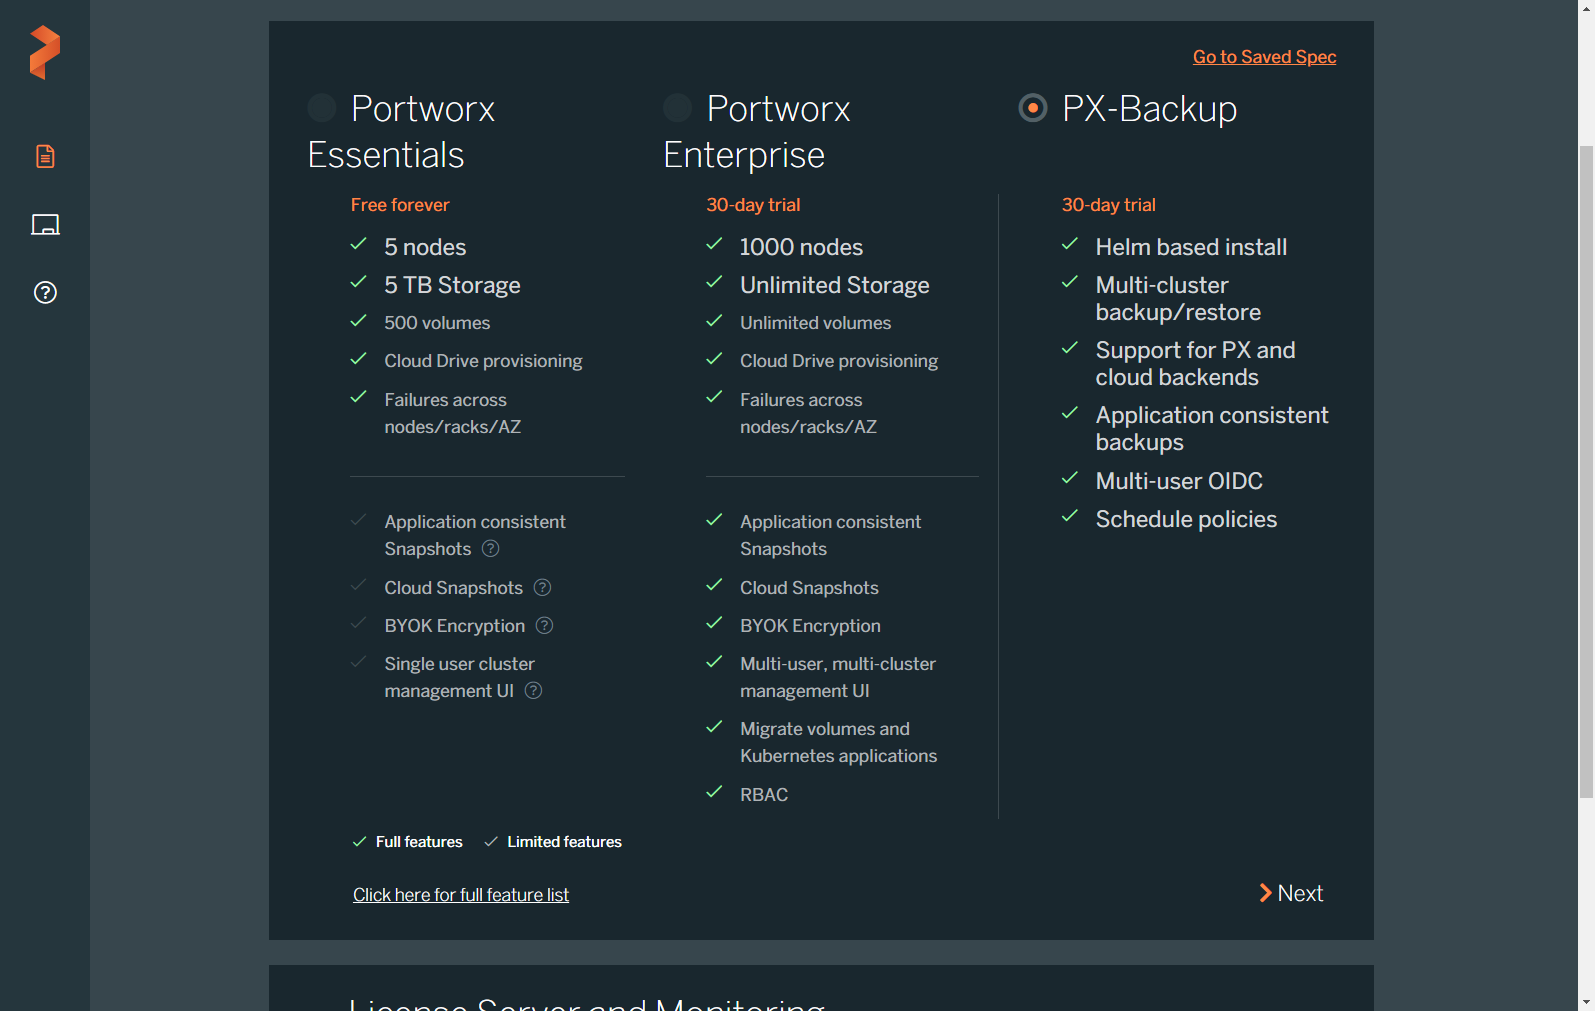 Go to Saved Spec
Portworx
Essentials
Free forever
5 nodes
5 TB Storage
500 volumes
Cloud Drive provisioning
Failures across
nodes/racks/AZ
Application consistent
Snapshots
Cloud Snapshots
BYOK Encryption
Single user cluster
management UI
Portworx
Enterprise
30-day trial
1000 nodes
Unlimited Storage
Unlimited volumes
Cloud Drive provisioning
Failures across
nodes/racks/AZ
Application consistent
Snapshots
Cloud Snapshots
BYOK Encryption
Multi-user, multi-cluster
management UI
Migrate volumes and
Kubernetes applications
RBAC
PX-Backup
30-day trial
Helm based install
Multi-cluster
backup/restore
Support for PX and
cloud backends
Application consistent
backups
Multi-user OIDC
Schedule policies
Full features
Limited features
Click here for full feature list
Next
License Server and Monitoring